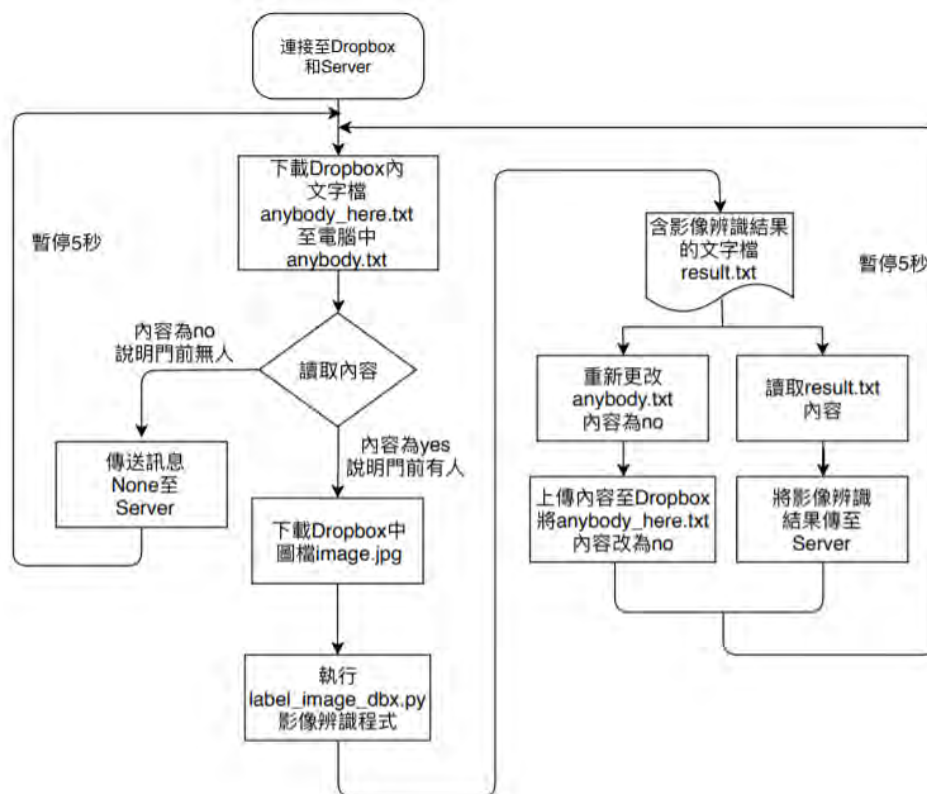 連接至Dropbox
和Server
下載Dropbox內
文字檔
anybody_here.txt
至電腦中
anybody.txt
暫停5秒
內容為no
說明門前無人
讀取內容
傳送訊息
None至
Server
內容為yes
說明門前有人
下載Dropbox中
圖檔image.jpg
執行
label_image_dbx.py
影像辨識程式
含影像辨識結果
的文字檔
result.txt
暫停5秒
重新更改
anybody.txt
內容為no
讀取result.txt
內容
上傳內容至Dropbox
將anybody_here.txt
內容改為no
將影像辨識
結果傳至
Server